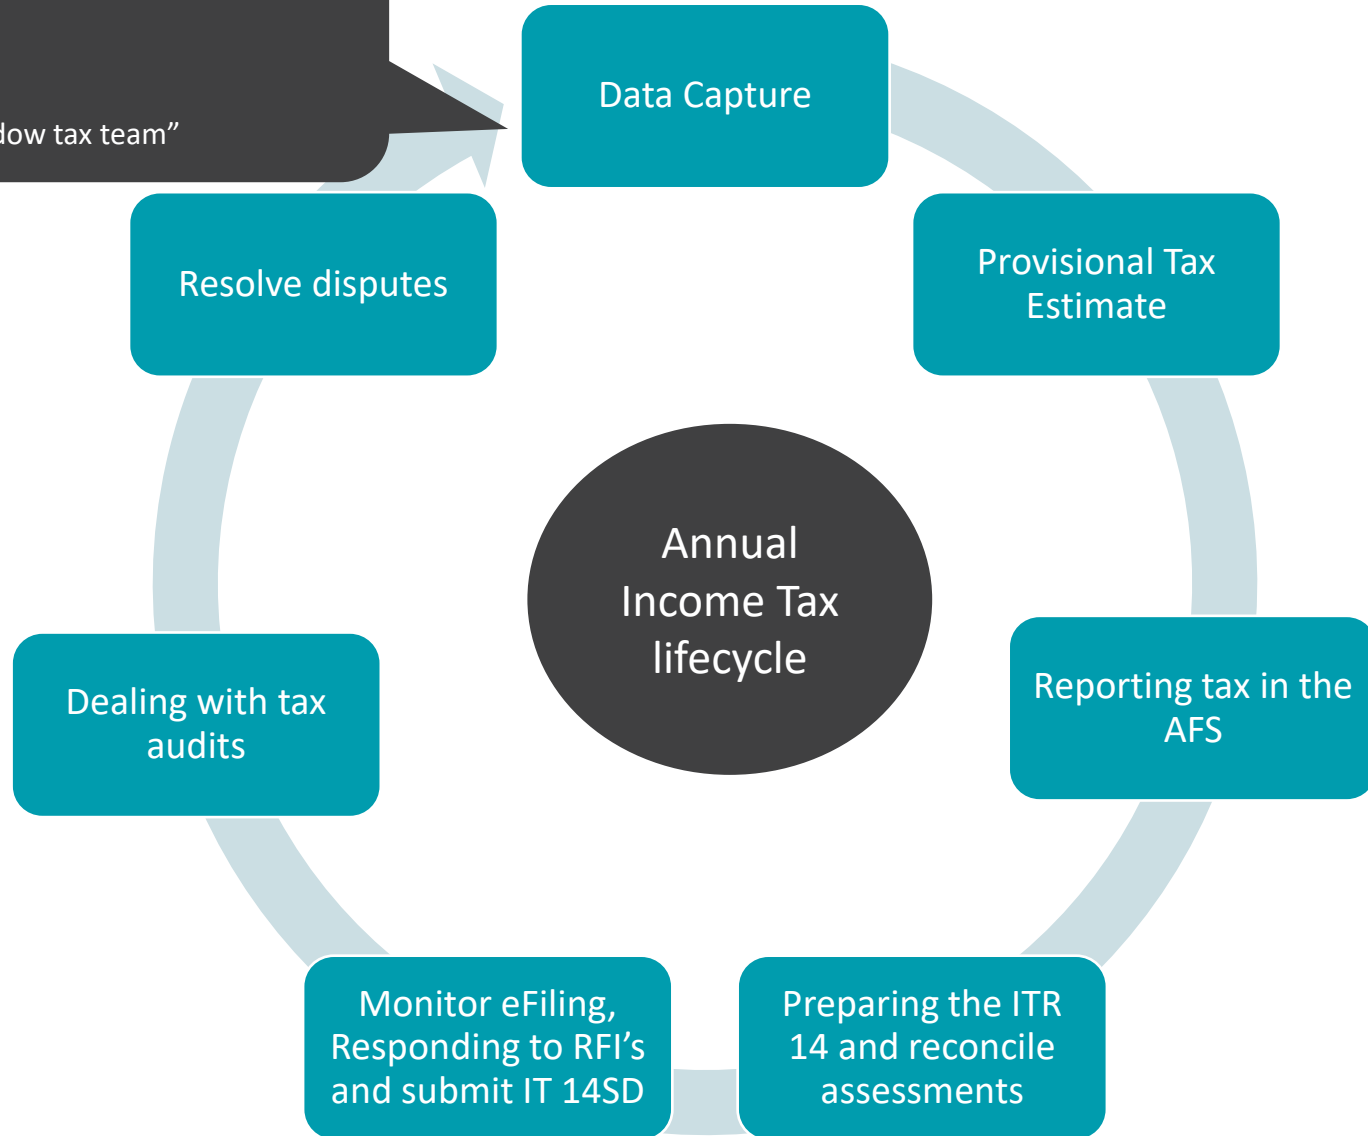 tax team”
Data Capture
Provisional Tax
Estimate
Reporting tax in the
AFS
Preparing the ITR
14 and reconcile
assessments
Monitor eFiling,
Responding to RFI’s
and submit IT 14SD
Dealing with tax
audits
Resolve disputes
Annual
Income Tax
lifecycle